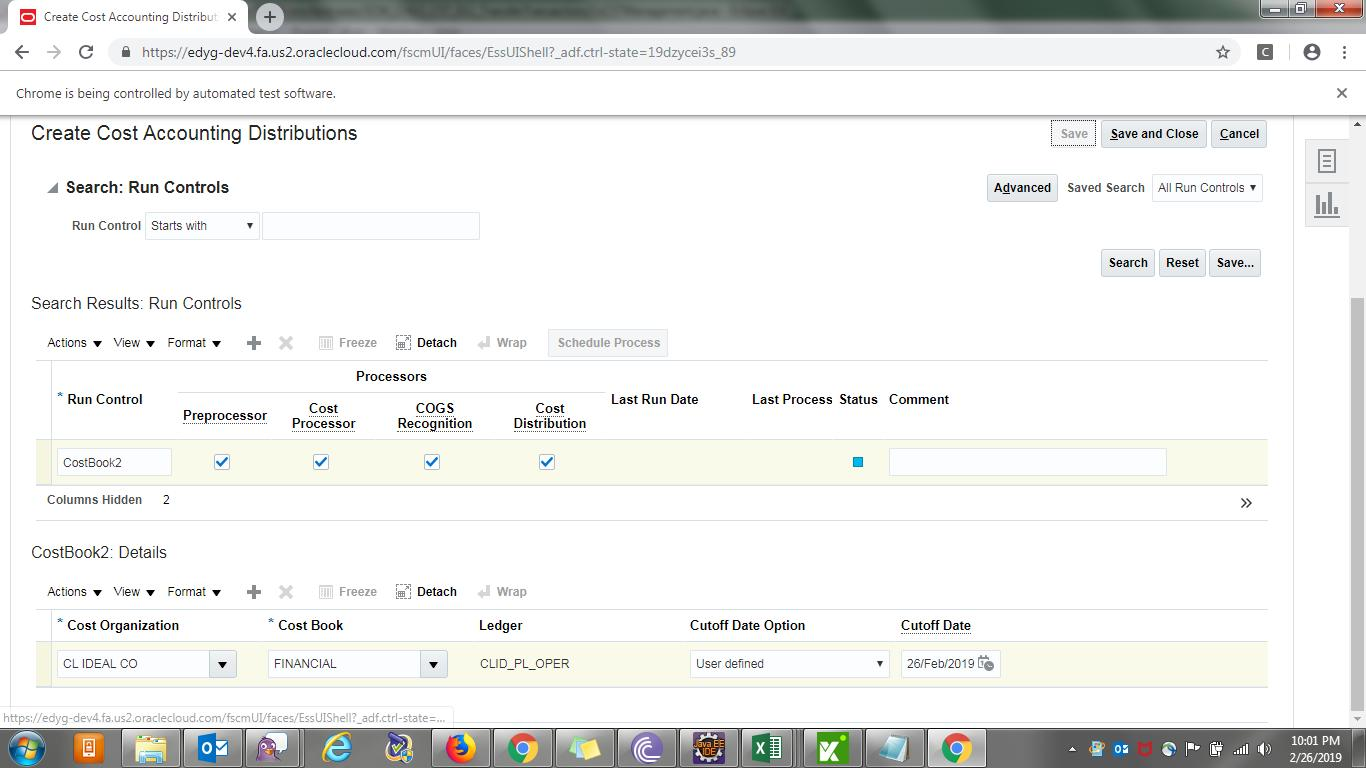 Create Cost Accounting Distribut
https://edyg-dev4.fa.us2.oraclecloud.com/fscmUI/faces/EssUIShell?_adf.ctrl-state=19dzycei3s_89
C
Chrome is being controlled by automated test software.
Create Cost Accounting Distributions
Save Save and Close Cancel
Search: Run Controls
Advanced Saved Search All Run Controls
Run Control Starts with
Search Reset Save...
Search Results: Run Controls
Actions View Format Freeze Detach Wrap Schedule Process
Processors
* Run Control
Preprocessor
Cost Processor
COGS Recognition
Cost Distribution
Last Run Date Last Process Status Comment
CostBook2
Columns Hidden 2
CostBook2: Details
Actions View Format Freeze Detach Wrap
* Cost Organization * Cost Book Ledger Cutoff Date Option Cutoff Date
CL IDEAL CO FINANCIAL CLID_PL_OPER User defined 26/Feb/2019
https://edyg-dev4.fa.us2.oraclecloud.com/fscmUI/faces/EssUIShell?_adf.ctrl-state=...
Java EE
IDE
10:01 PM
2/26/2019